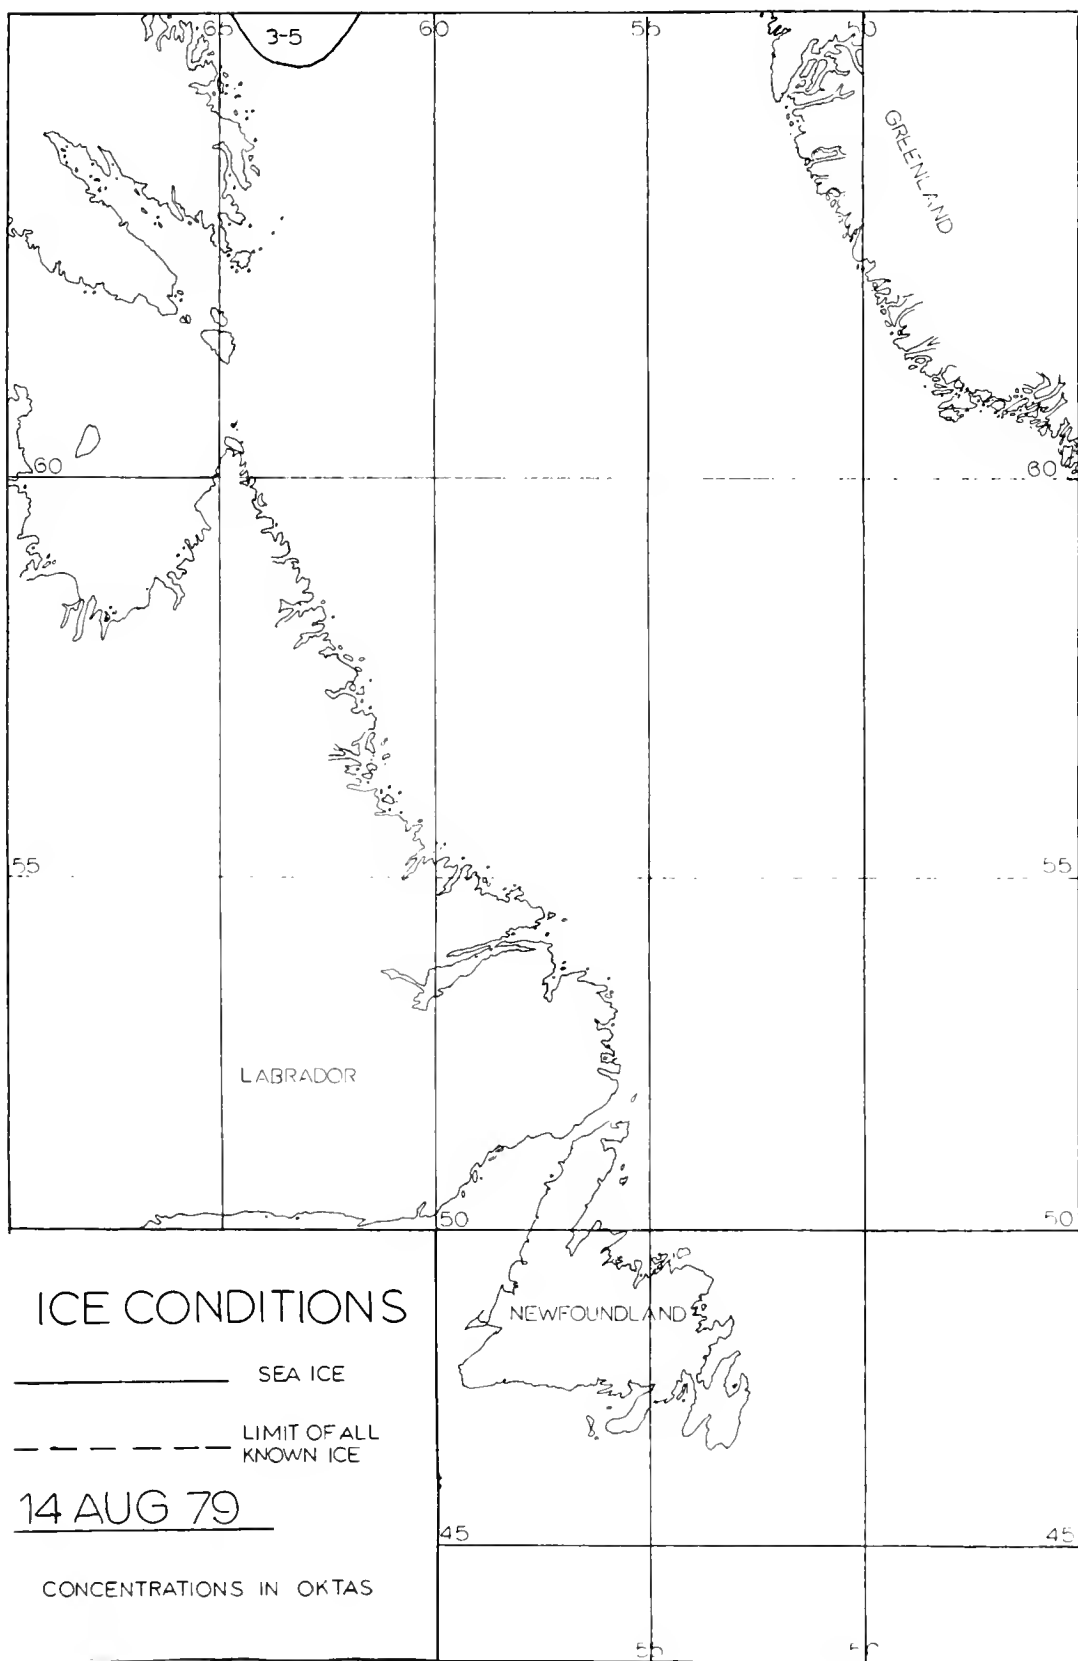 65
60
55
50
3-5
GREENLAND
60
60
55
55
LABRADOR
50
50
ICE CONDITIONS
NEWFOUNDLAND
SEA ICE
LIMIT OF ALL
KNOWN ICE
14 AUG 79
45
45
CONCENTRATIONS IN OKTAS
55